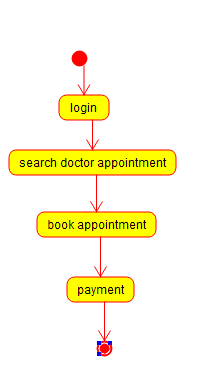 login
search doctor appointment
book appointment
payment